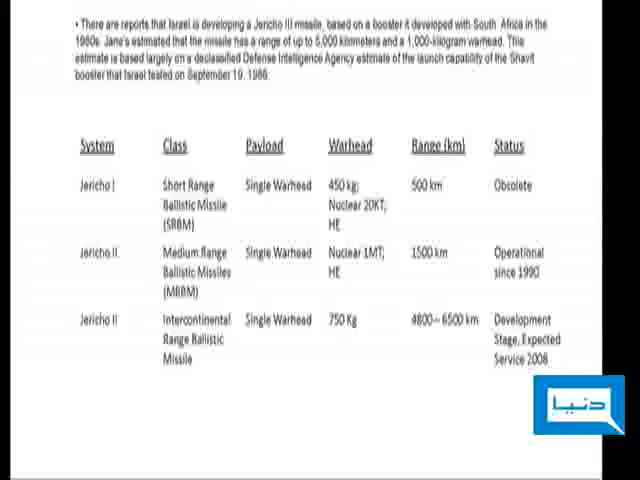 • There are reports that Israel is developing a Jericho III missile, based on a booster it developed with South Africa in the
1980s. Jane's estimated that the missile has a range of up to 5,000 kilometers and a 1,000-kilogram warhead. This
estimate is based largely on a declassified Defense Intelligence Agency estimate of the launch capability of the Shavit
booster that Israel tested on September 19, 1988.
System Class Payload Warhead Range (km) Status
Jericho I Short Range Single Warhead 450 kg; 500 km Obsolete
Ballistic Missile Nuclear 20KT;
(SRBM) HE
Jericho II Medium Range Single Warhead Nuclear 1MT; 1500 km Operational
Ballistic Missiles HE since 1990
(MRBM)
Jericho II Intercontinental Single Warhead 750 Kg 4800 – 6500 km Development
Range Ballistic Stage, Expected
Missile Service 2008
دنیا